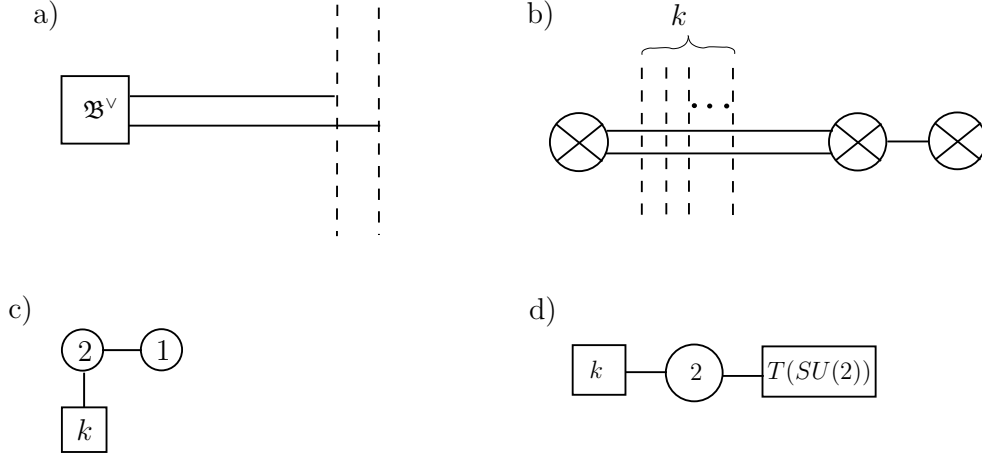 a)
b)
k
𝔅^∨
...
c)
d)
2 1
k
k 2 T(SU(2))